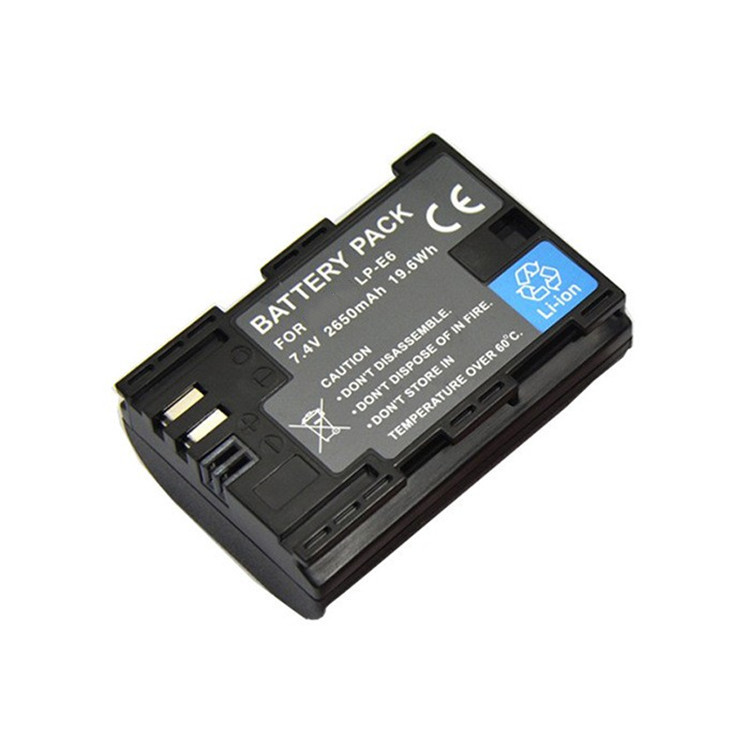 BATTERY PACK
FOR LP-E6
7.4V 2650mAh 19.6Wh
CE
CAUTION
•DON'T DISASSEMBLE.
•DON'T DISPOSE OF IN FIRE.
•DON'T STORE IN
TEMPERATURE OVER 60°C.
Li-ion
+
−
D